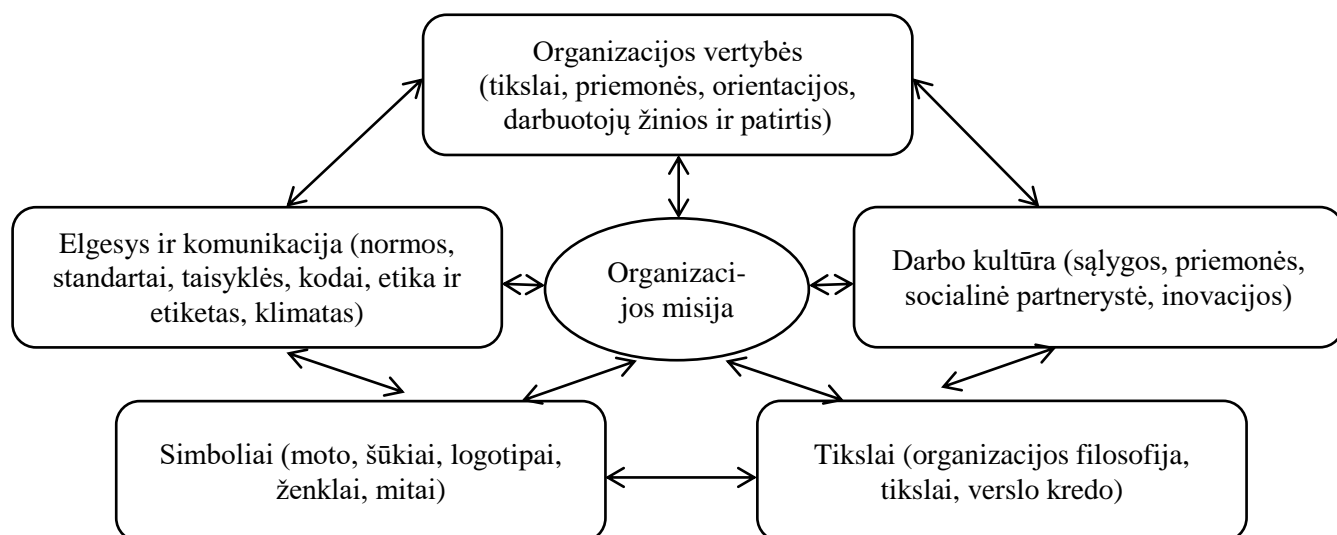 Organizacijos vertybės
(tikslai, priemonės, orientacijos,
darbuotojų žinios ir patirtis)
Elgesys ir komunikacija (normos,
standartai, taisyklės, kodai, etika ir
etiketas, klimatas)
Organizaci-
jos misija
Darbo kultūra (sąlygos, priemonės,
socialinė partnerystė, inovacijos)
Simboliai (moto, šūkiai, logotipai,
ženklai, mitai)
Tikslai (organizacijos filosofija,
tikslai, verslo kredo)